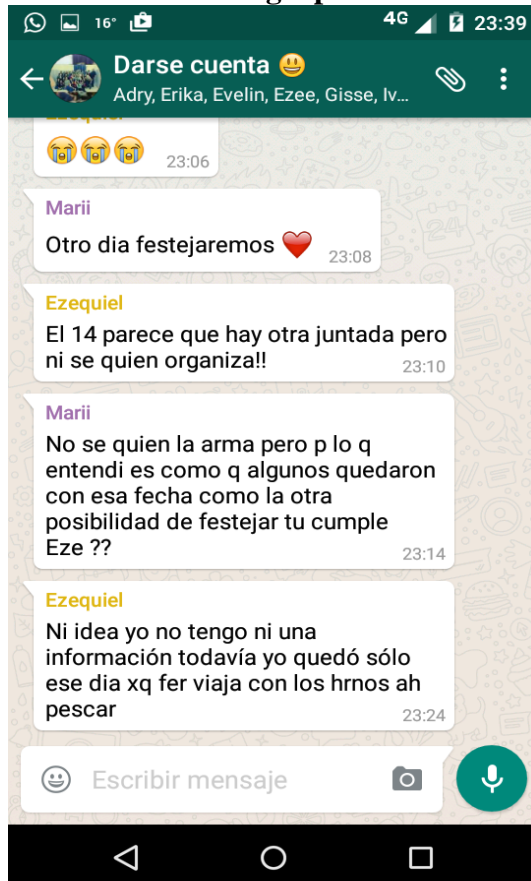 16°
4G
23:39
Darse cuenta 😃
Adry, Erika, Evelin, Ezee, Gisse, Iv...
😭😭😭 23:06
Marii
Otro dia festejaremos ❤️ 23:08
Ezequiel
El 14 parece que hay otra juntada pero
ni se quien organiza!! 23:10
Marii
No se quien la arma pero p lo q
entendi es como q algunos quedaron
con esa fecha como la otra
posibilidad de festejar tu cumple
Eze ?? 23:14
Ezequiel
Ni idea yo no tengo ni una
información todavía yo quedó sólo
ese dia xq fer viaja con los hrnos ah
pescar 23:24
Escribir mensaje